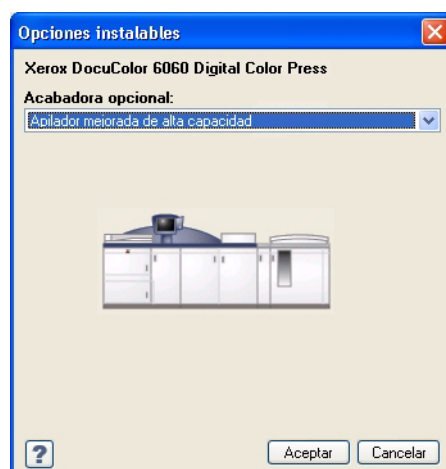 Opciones instalables
Xerox DocuColor 6060 Digital Color Press
Acabadora opcional:
Apilador mejorada de alta capacidad
?
Aceptar Cancelar